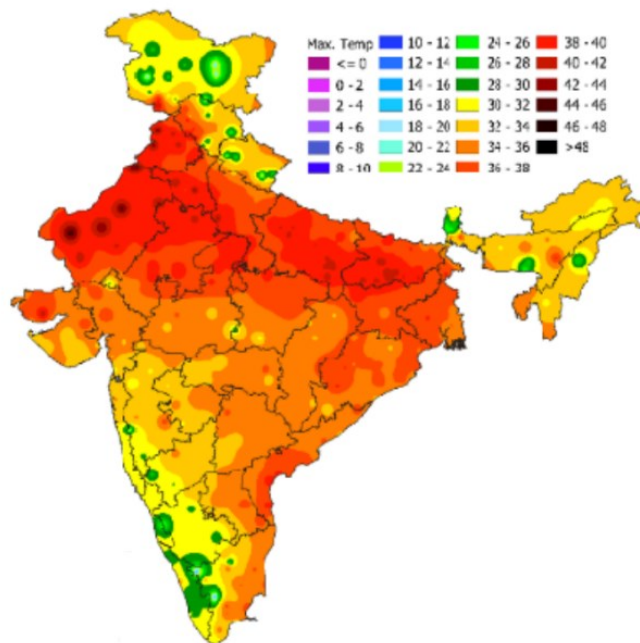 Max. Temp 10 - 12 24 - 26 38 - 40
<= 0 12 - 14 26 - 28 40 - 42
0 - 2 14 - 16 28 - 30 42 - 44
2 - 4 16 - 18 30 - 32 44 - 46
4 - 6 18 - 20 32 - 34 46 - 48
6 - 8 20 - 22 34 - 36 >48
8 - 10 22 - 24 36 - 38